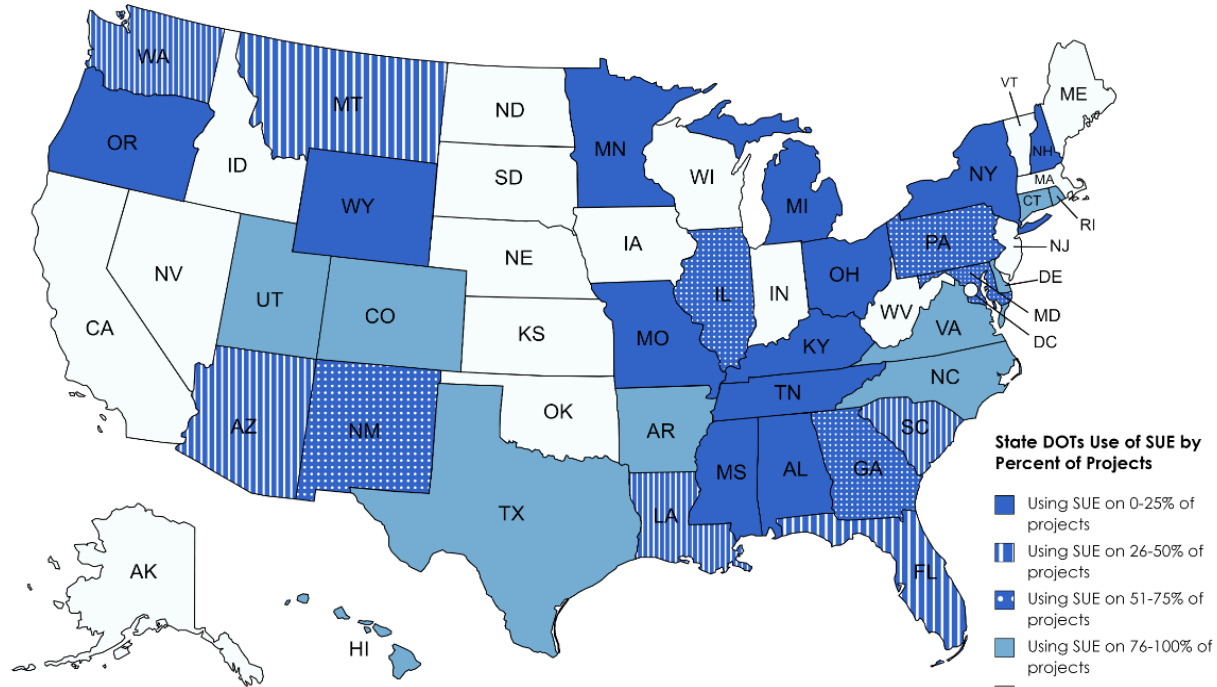 WA
MT
ND
MN
VT
ME
OR
ID
SD
WI
NY
NH
MA
WY
MI
CT
RI
IA
PA
NJ
NV
NE
OH
DE
UT
IL
IN
MD
CA
CO
WV
VA
DC
KS
MO
KY
NC
TN
OK
AR
AZ
NM
SC
MS
AL
GA
TX
LA
FL
AK
HI
State DOTs Use of SUE by
Percent of Projects
Using SUE on 0-25% of
projects
Using SUE on 26-50% of
projects
Using SUE on 51-75% of
projects
Using SUE on 76-100% of
projects